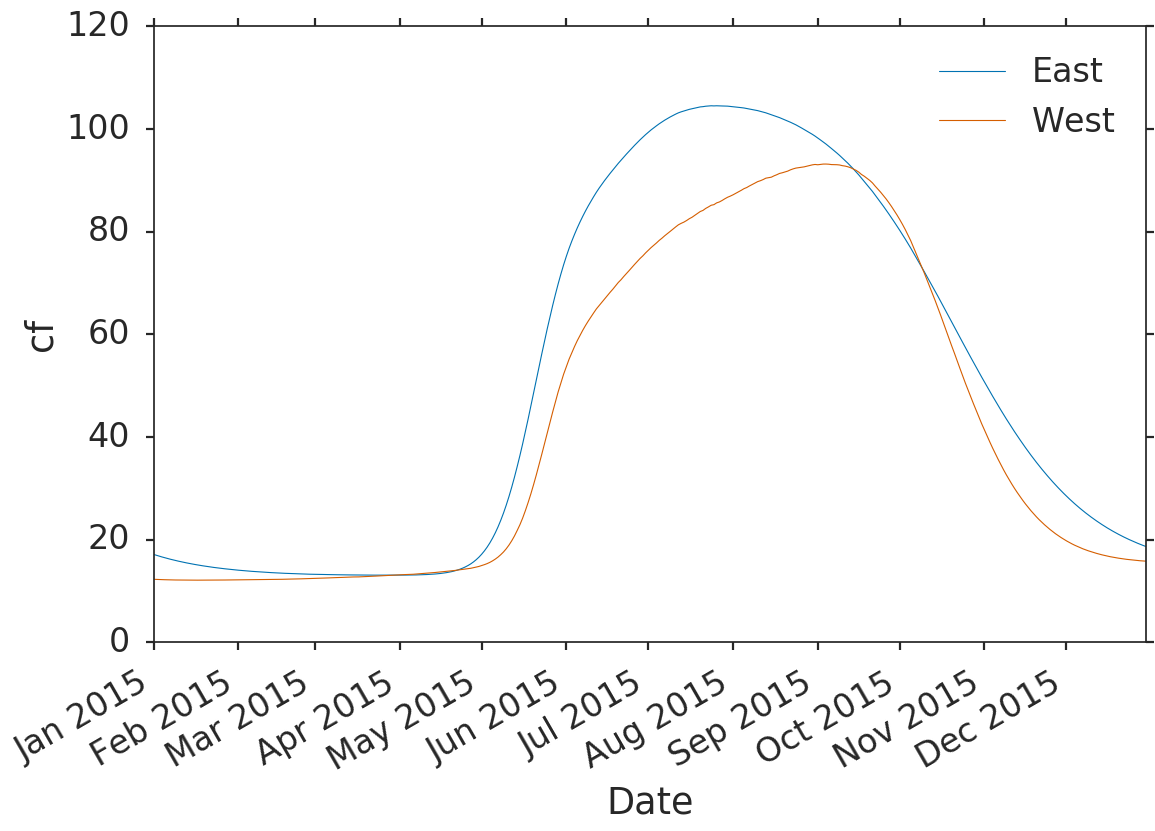 120
100
80
60
40
20
0
cf
East
West
Jan 2015
Feb 2015
Mar 2015
Apr 2015
May 2015
Jun 2015
Jul 2015
Aug 2015
Sep 2015
Oct 2015
Nov 2015
Dec 2015
Date